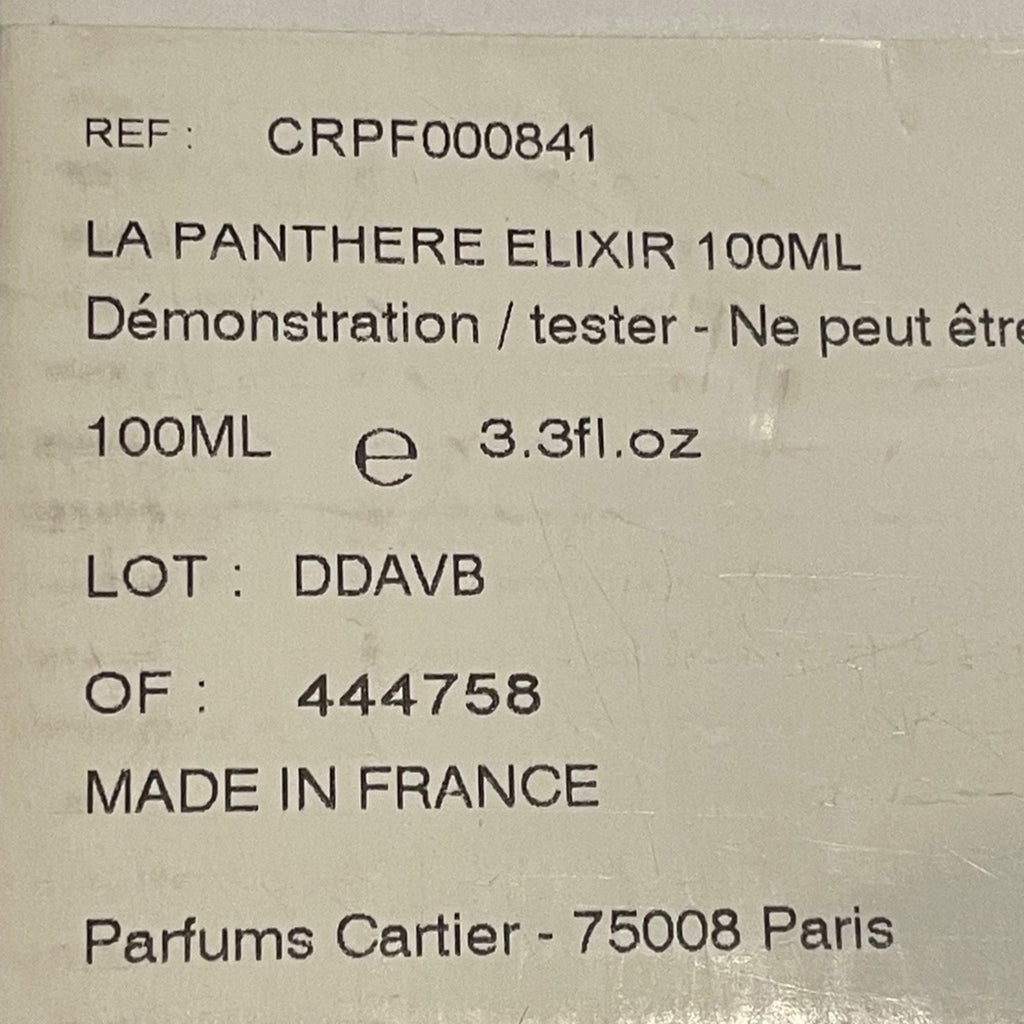 REF : CRPF000841
LA PANTHERE ELIXIR 100ML
Démonstration / tester - Ne peut être
100ML ℮ 3.3fl.oz
LOT : DDAVB
OF : 444758
MADE IN FRANCE
Parfums Cartier - 75008 Paris